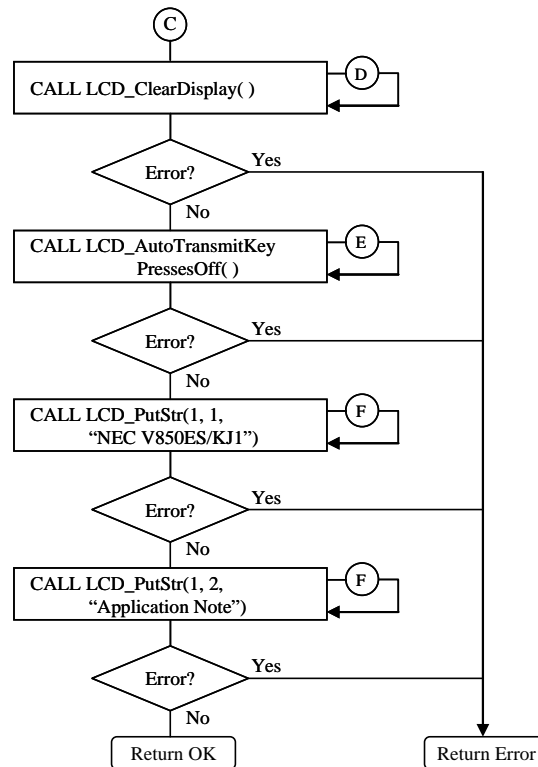 C
CALL LCD_ClearDisplay( )
D
Error?
Yes
No
CALL LCD_AutoTransmitKey
PressesOff( )
E
Error?
Yes
No
CALL LCD_PutStr(1, 1,
“NEC V850ES/KJ1”)
F
Error?
Yes
No
CALL LCD_PutStr(1, 2,
“Application Note”)
F
Error?
Yes
No
Return OK
Return Error